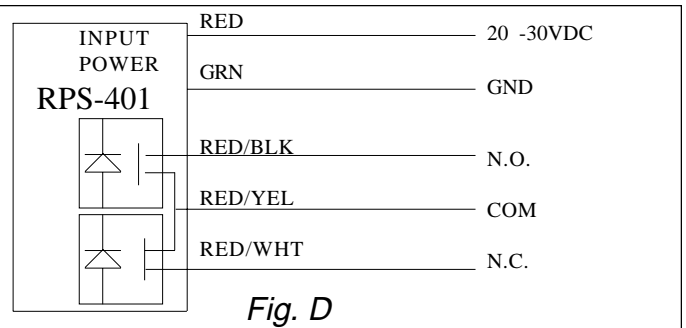 RED
INPUT
POWER
20 -30VDC
GRN
GND
RPS-401
RED/BLK
N.O.
RED/YEL
COM
RED/WHT
N.C.
Fig. D